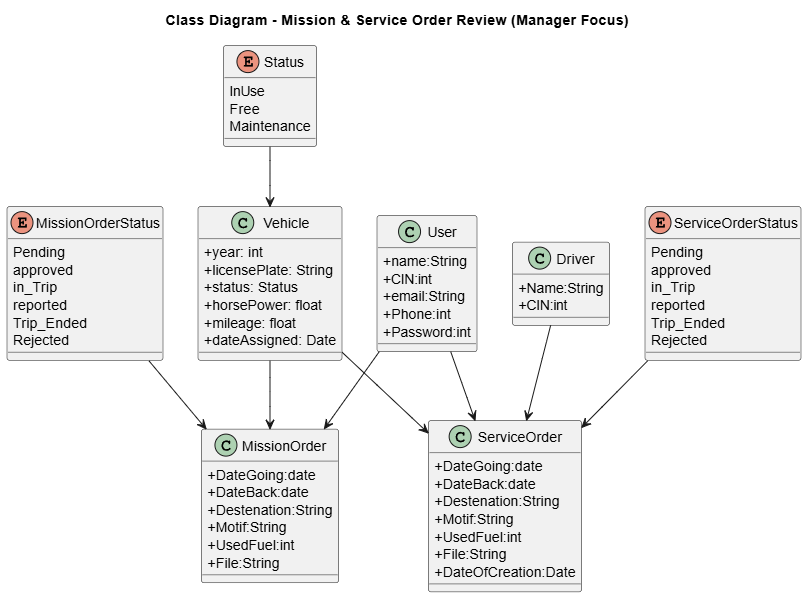 Class Diagram - Mission & Service Order Review (Manager Focus)
E Status
InUse
Free
Maintenance
E MissionOrderStatus
Pending
approved
in_Trip
reported
Trip_Ended
Rejected
C Vehicle
+year: int
+licensePlate: String
+status: Status
+horsePower: float
+mileage: float
+dateAssigned: Date
C User
+name:String
+CIN:int
+email:String
+Phone:int
+Password:int
C Driver
+Name:String
+CIN:int
E ServiceOrderStatus
Pending
approved
in_Trip
reported
Trip_Ended
Rejected
C MissionOrder
+DateGoing:date
+DateBack:date
+Destenation:String
+Motif:String
+UsedFuel:int
+File:String
C ServiceOrder
+DateGoing:date
+DateBack:date
+Destenation:String
+Motif:String
+UsedFuel:int
+File:String
+DateOfCreation:Date